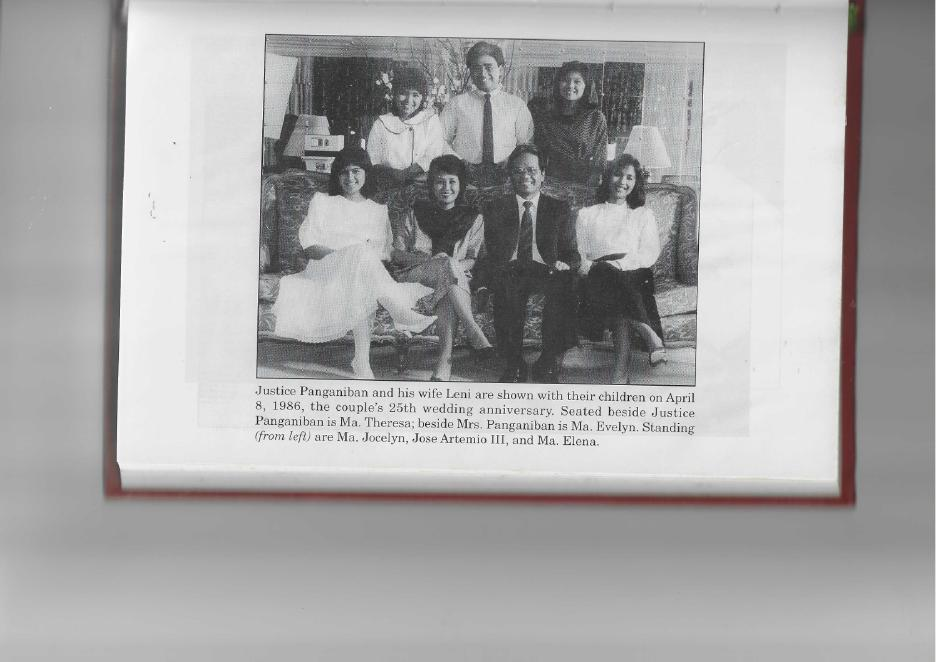 Justice Panganiban and his wife Leni are shown with their children on April
8, 1986, the couple's 25th wedding anniversary. Seated beside Justice
Panganiban is Ma. Theresa; beside Mrs. Panganiban is Ma. Evelyn. Standing
(from left) are Ma. Jocelyn, Jose Artemio III, and Ma. Elena.